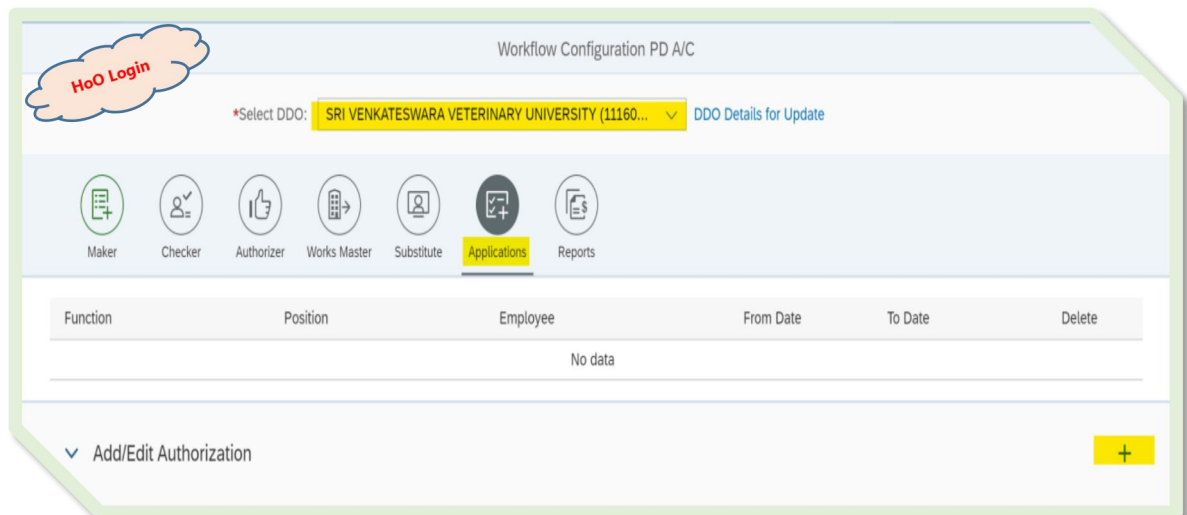 Workflow Configuration PD A/C
HoO Login
*Select DDO: SRI VENKATESWARA VETERINARY UNIVERSITY (11160... DDO Details for Update
Maker Checker Authorizer Works Master Substitute Applications Reports
Function Position Employee From Date To Date Delete
No data
Add/Edit Authorization +